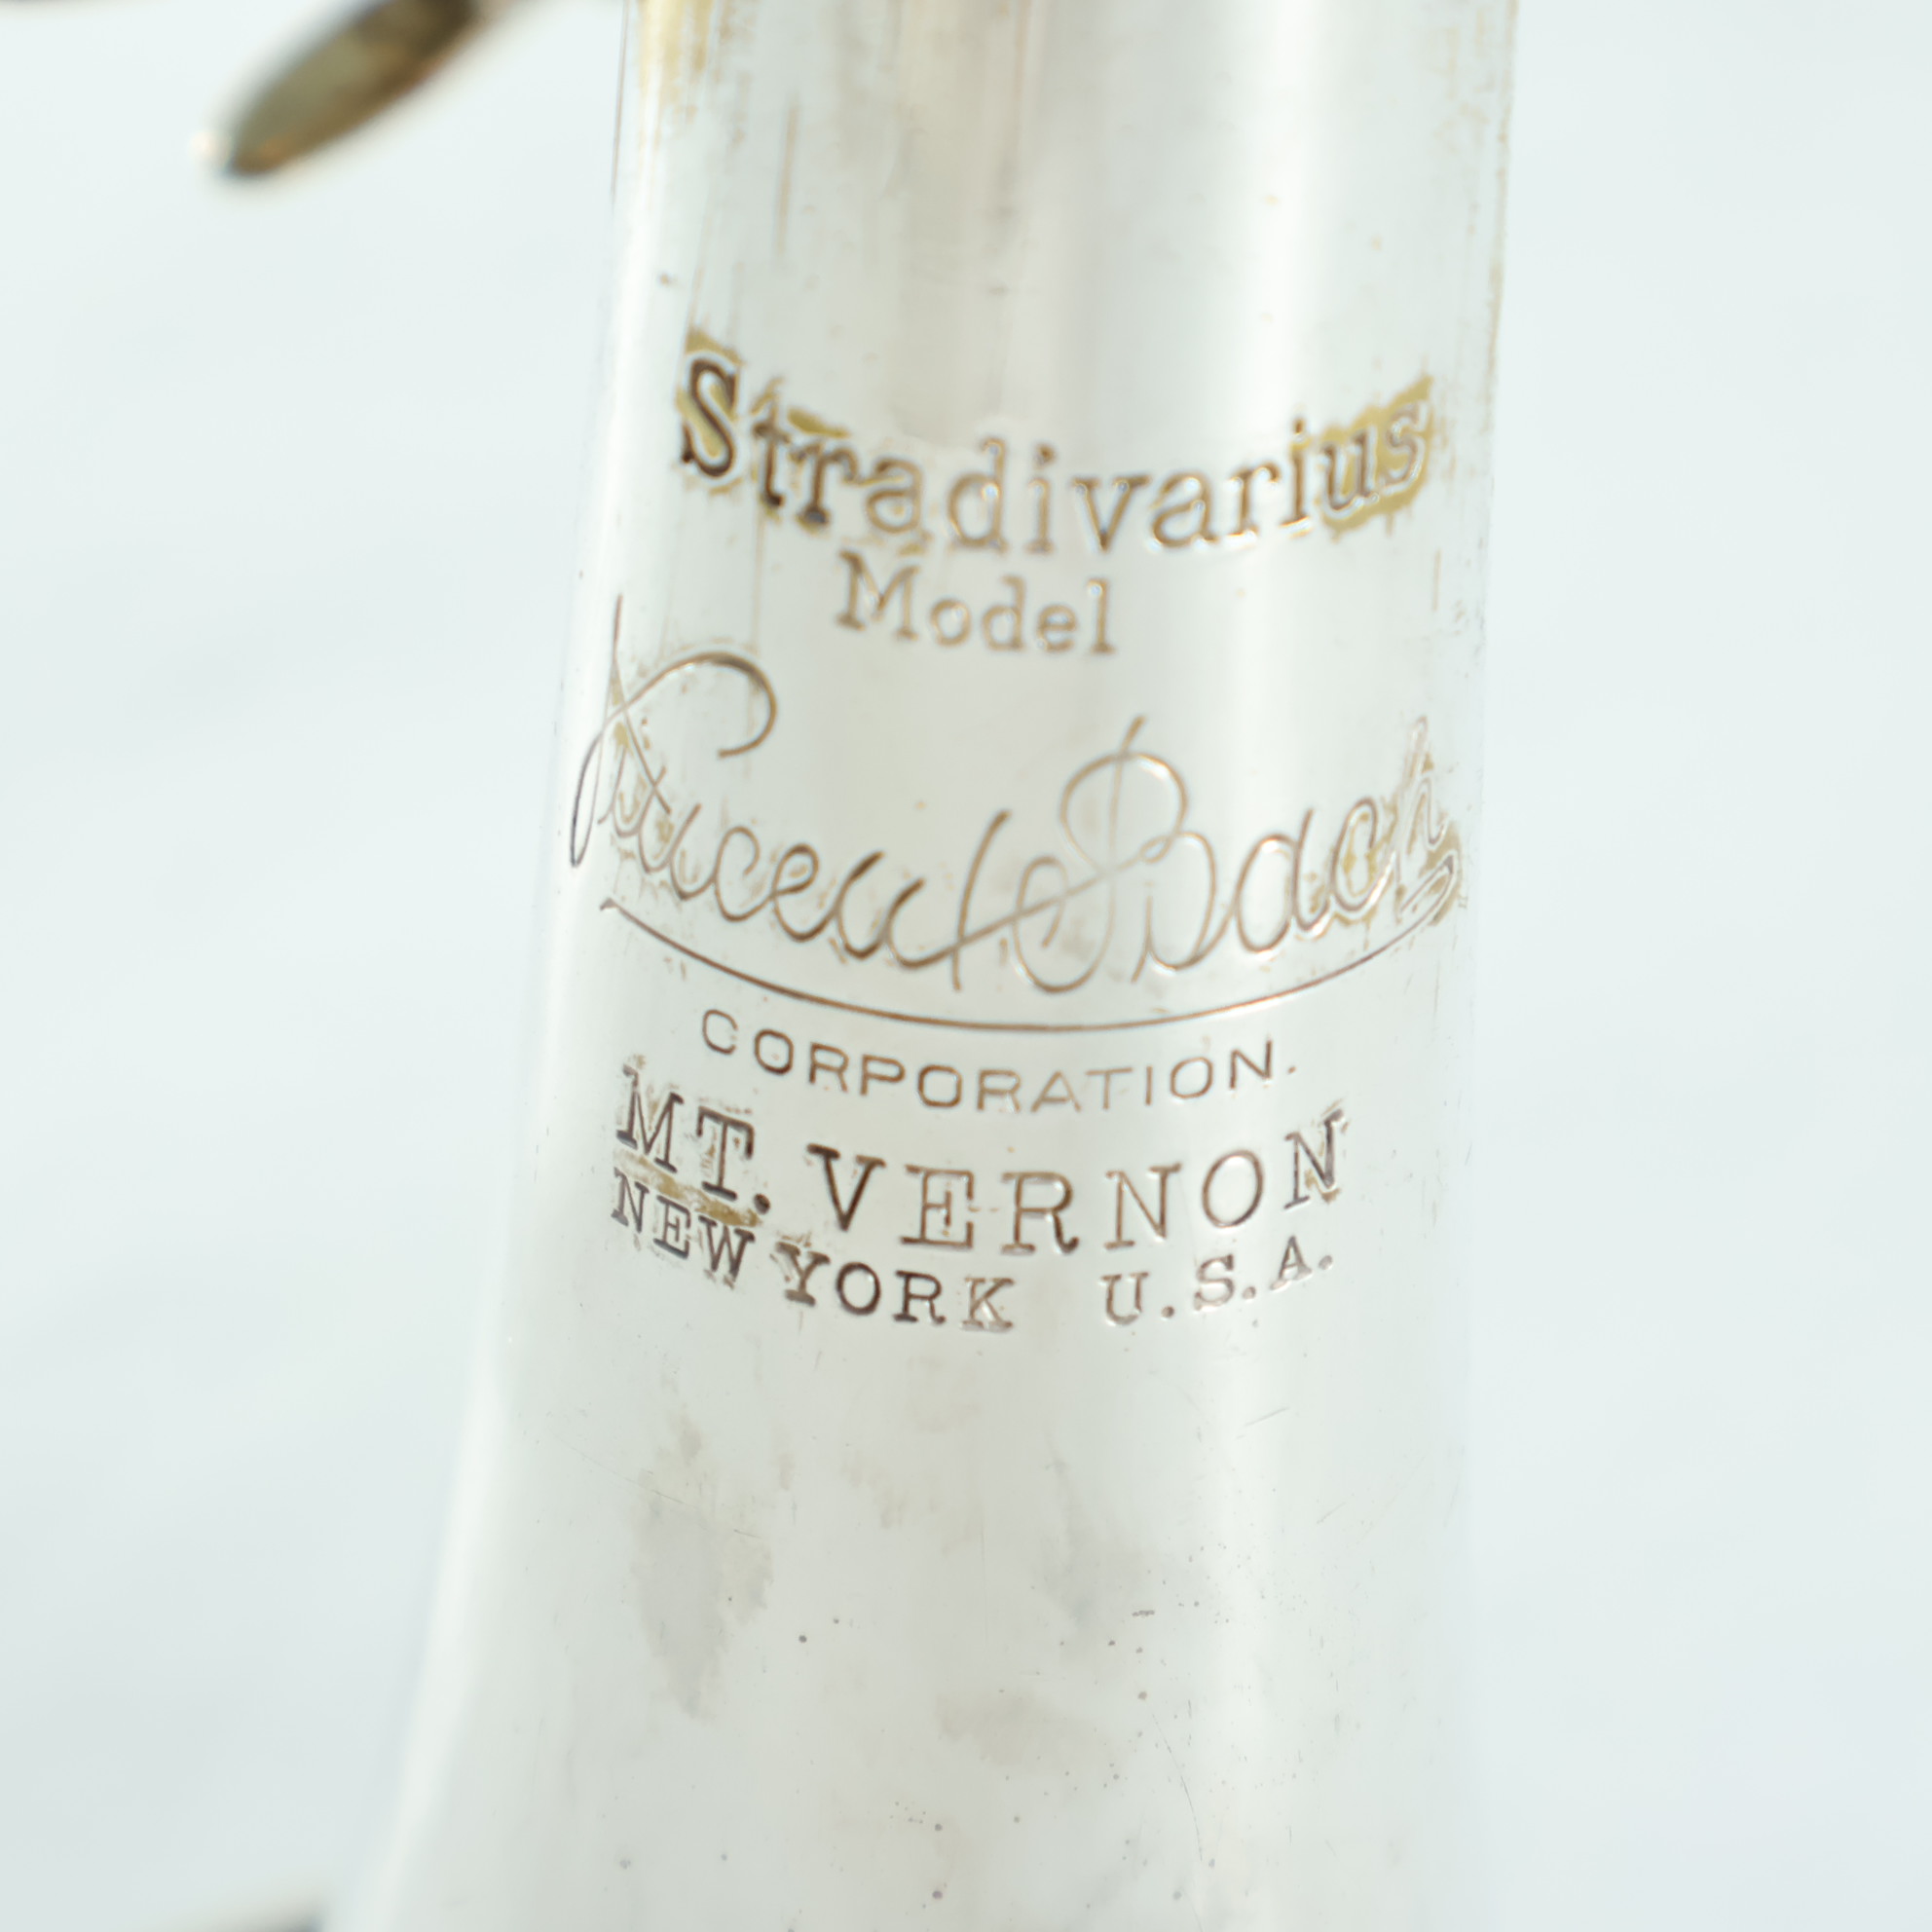 Stradivarius
Model
Vincent Bach
CORPORATION.
MT. VERNON
NEW YORK U.S.A.